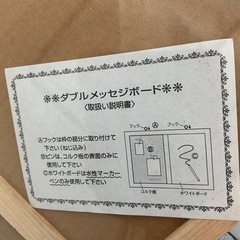 ※※ダブルメッセジボード※※
〈取扱い説明書〉
Ⓐフックは枠の部分に取り付けて
下さい(ねじ込み)
Ⓑピンは、コルク板の表面のみに
使用して下さい
Ⓒホワイトボードは水性マーカー
ペンのみ使用して下さい
フック Ⓐ フック
Ⓑ
Ⓒ
コルク板 ホワイトボード